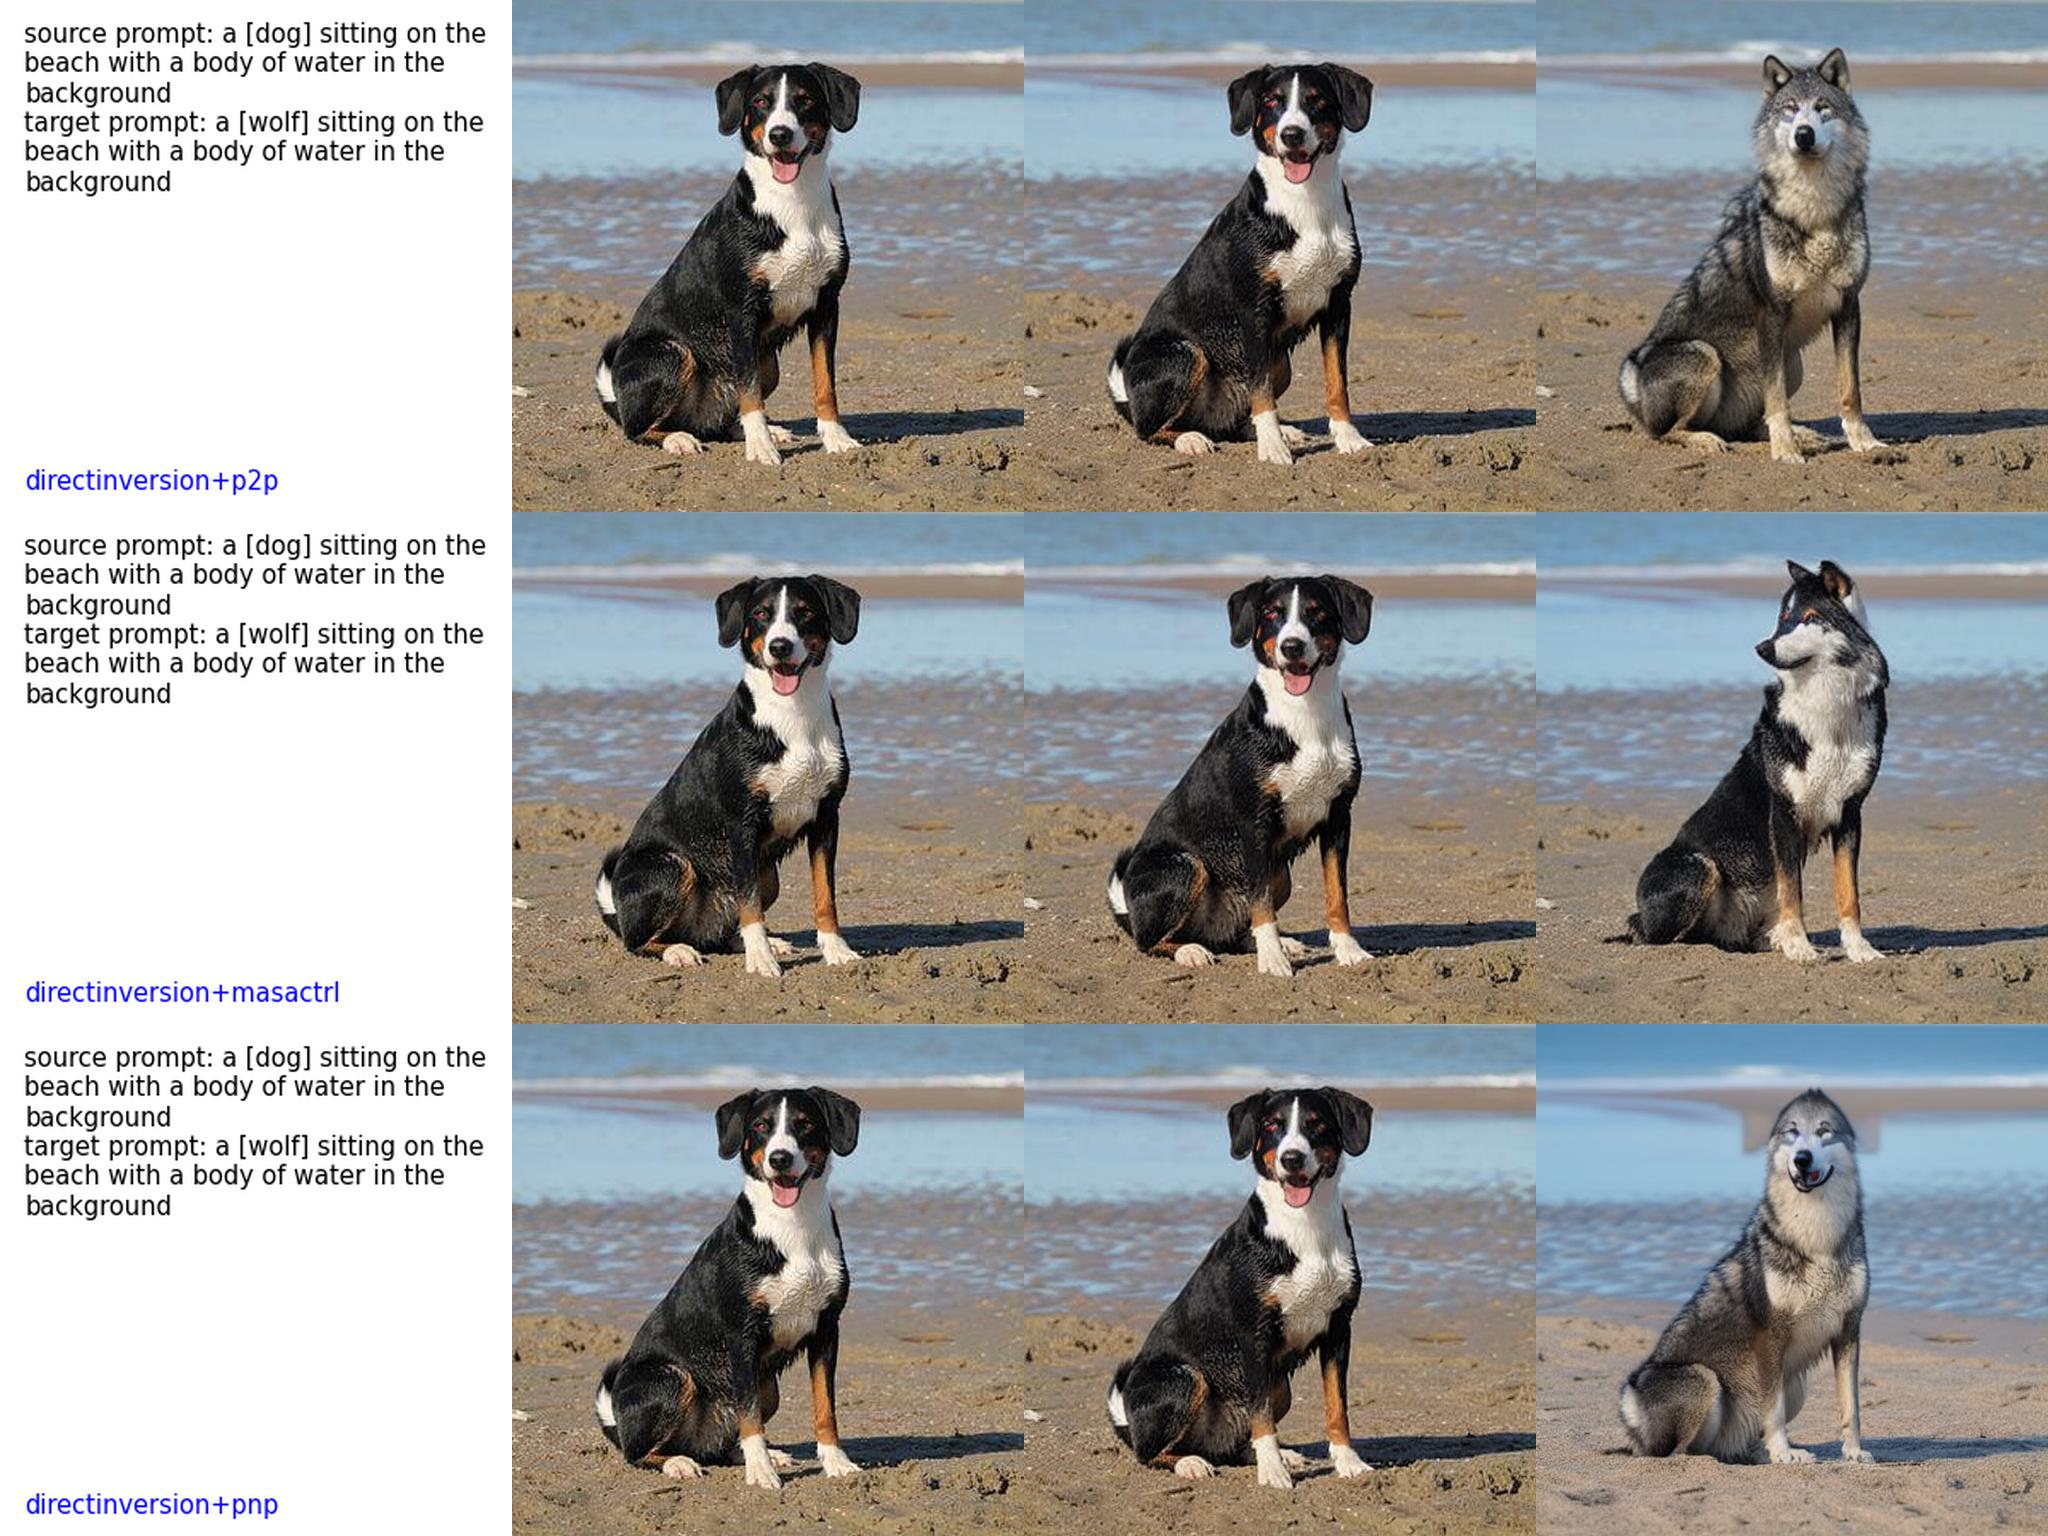 source prompt: a [dog] sitting on the
beach with a body of water in the
background
target prompt: a [wolf] sitting on the
beach with a body of water in the
background
directinversion+p2p
source prompt: a [dog] sitting on the
beach with a body of water in the
background
target prompt: a [wolf] sitting on the
beach with a body of water in the
background
directinversion+masactrl
source prompt: a [dog] sitting on the
beach with a body of water in the
background
target prompt: a [wolf] sitting on the
beach with a body of water in the
background
directinversion+pnp